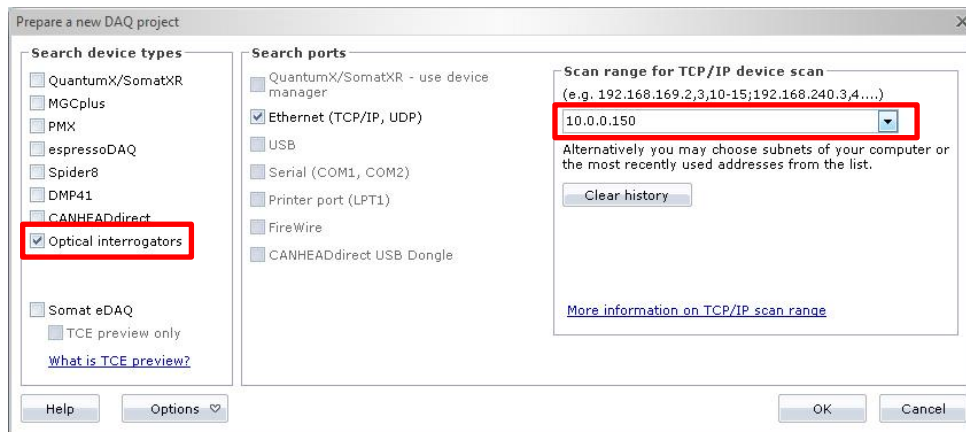 Prepare a new DAQ project
Search device types
QuantumX/SomatXR
MGCplus
PMX
espressoDAQ
Spider8
DMP41
CANHEADdirect
Optical interrogators
Somat eDAQ
TCE preview only
What is TCE preview?
Search ports
QuantumX/SomatXR - use device
manager
Ethernet (TCP/IP, UDP)
USB
Serial (COM1, COM2)
Printer port (LPT1)
FireWire
CANHEADdirect USB Dongle
Scan range for TCP/IP device scan
(e.g. 192.168.169.2,3,10-15;192.168.240.3,4....)
10.0.0.150
Alternatively you may choose subnets of your computer or
the most recently used addresses from the list.
Clear history
More information on TCP/IP scan range
Help
Options
OK
Cancel